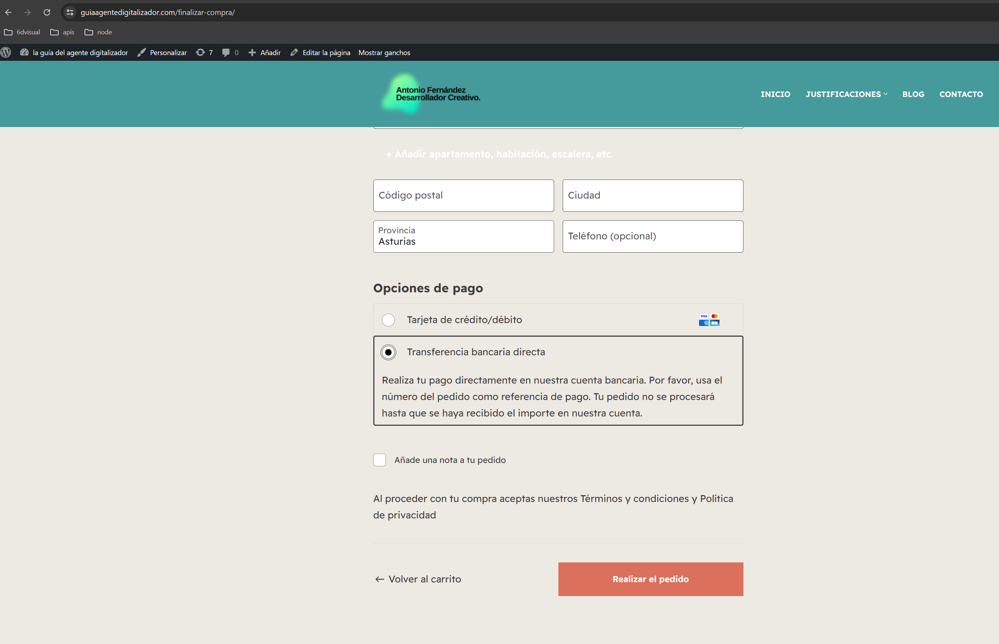 guiaagentedigitalizador.com/finalizar-compra/
6dvisual apis node
la guía del agente digitalizador Personalizar 7 0 Añadir Editar la página Mostrar ganchos
Antonio Fernández
Desarrollador Creativo.
INICIO JUSTIFICACIONES BLOG CONTACTO
+ Añadir apartamento, habitación, escalera, etc.
Código postal Ciudad
Provincia
Asturias
Teléfono (opcional)
Opciones de pago
Tarjeta de crédito/débito VISA
AM
EX
CB
Transferencia bancaria directa
Realiza tu pago directamente en nuestra cuenta bancaria. Por favor, usa el
número del pedido como referencia de pago. Tu pedido no se procesará
hasta que se haya recibido el importe en nuestra cuenta.
Añade una nota a tu pedido
Al proceder con tu compra aceptas nuestros Términos y condiciones y Política
de privacidad
← Volver al carrito Realizar el pedido